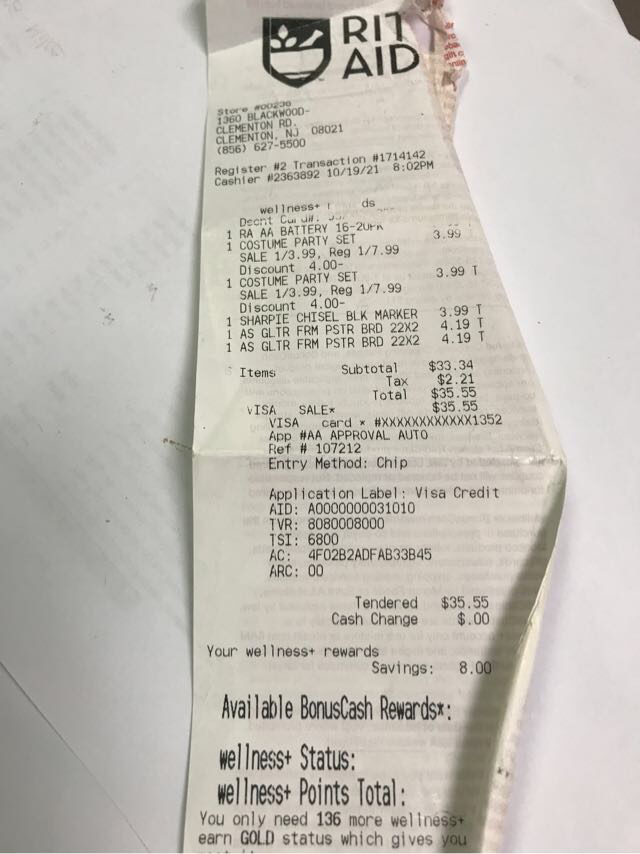 RIT
AID
Store #00236
1360 BLACKWOOD-
CLEMENTON RD.
CLEMENTON, NJ 08021
(856) 627-5500
Register #2 Transaction #1714142
Cashier #2363892 10/19/21 8:02PM
wellness+
1 RA AA BATTERY
1 COSTUME PARTY SET 3.99
SALE 1/3.99, Reg 1/7.99
Discount 4.00-
1 COSTUME PARTY SET 3.99 T
SALE 1/3.99, Reg 1/7.99
Discount 4.00-
1 SHARPIE CHISEL BLK MARKER 3.99 T
1 AS GLTR FRM PSTR BRD 22X2 4.19 T
1 AS GLTR FRM PSTR BRD 22X2 4.19 T
Items Subtotal $33.34
Tax $2.21
Total $35.55
VISA SALE* $35.55
VISA card * #XXXXXXXXXXXX1352
App #AA APPROVAL AUTO
Ref # 107212
Entry Method: Chip
Application Label: Visa Credit
AID: A0000000031010
TVR: 8080008000
TSI: 6800
AC: 4F02B2ADFAB33B45
ARC: 00
Tendered $35.55
Cash Change $.00
Your wellness+ rewards
Savings: 8.00
Available BonusCash Rewards*:
wellness+ Status:
wellness+ Points Total:
You only need 136 more wellness+
earn GOLD status which gives you